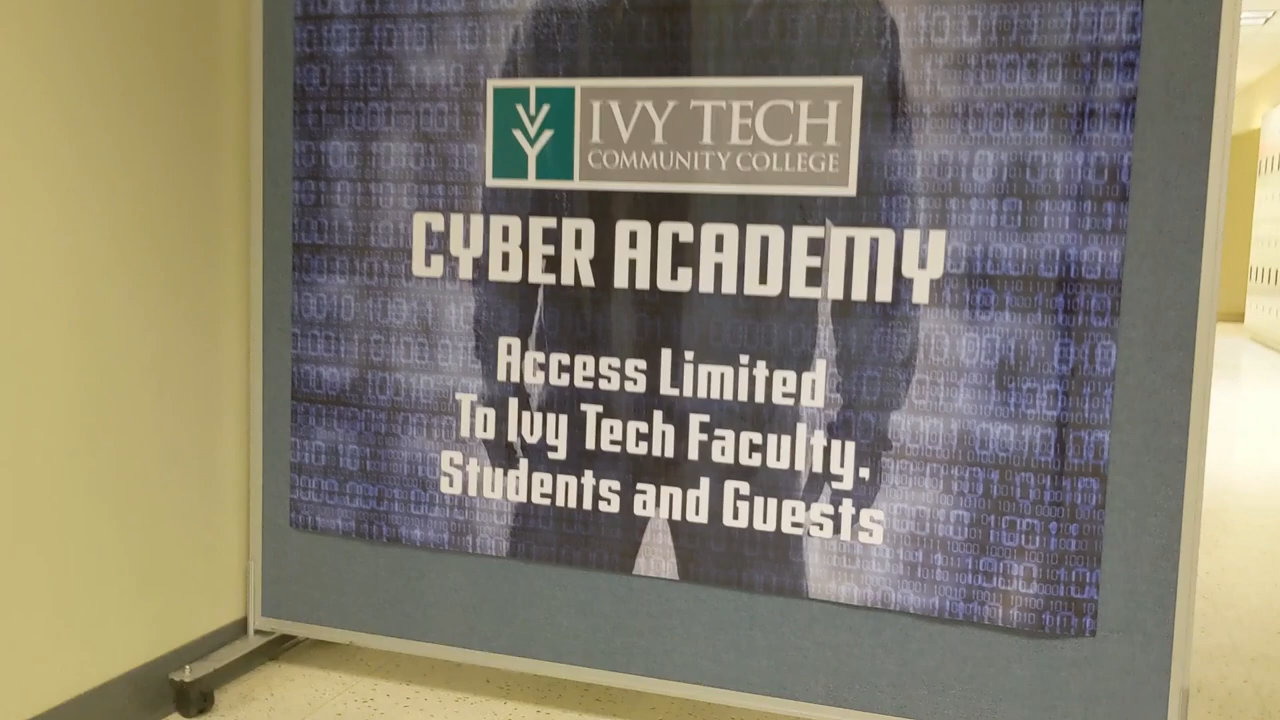 IVY TECH
COMMUNITY COLLEGE
CYBER ACADEMY
Access Limited
To Ivy Tech Faculty,
Students and Guests